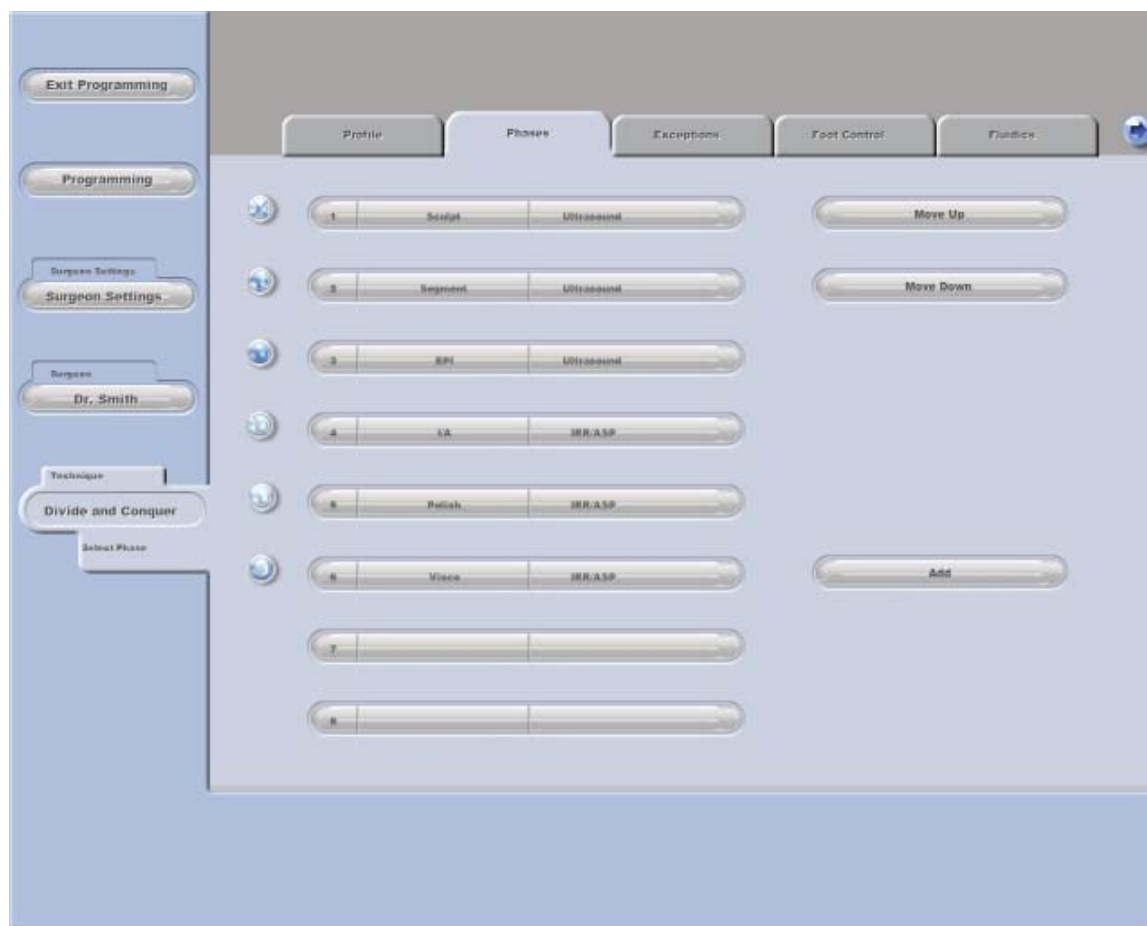 Exit Programming
Profile
Phases
Exceptions
Foot Control
Fluidics
Programming
1 Sculpt Ultrasound
Move Up
Surgeon Settings
Surgeon Settings
2 Segment Ultrasound
Move Down
3 EPI Ultrasound
Surgeon
Dr. Smith
4 I/A IRR/ASP
Technique
Divide and Conquer
Select Phase
5 Polish IRR/ASP
6 Visco IRR/ASP
Add
7
8